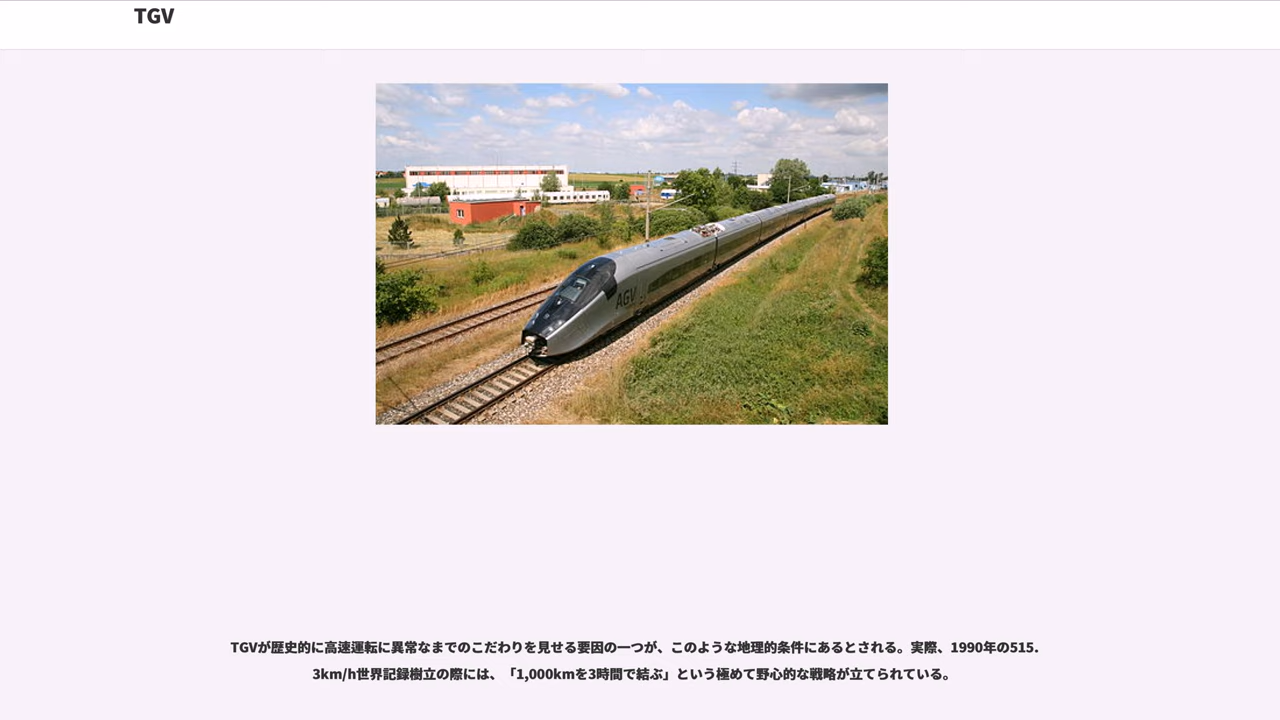 TGV
AGV
TGVが歴史的に高速運転に異常なまでのこだわりを見せる要因の一つが、このような地理的条件にあるとされる。実際、1990年の515.
3km/h世界記録樹立の際には、「1,000kmを3時間で結ぶ」という極めて野心的な戦略が立てられている。